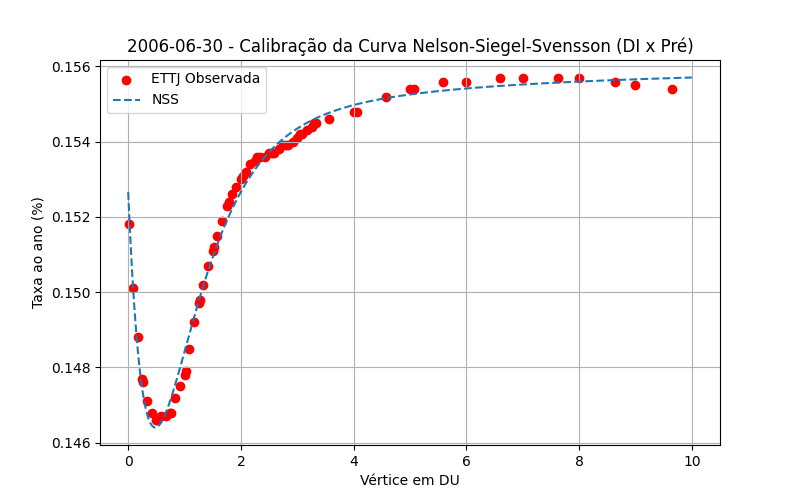 2006-06-30 - Calibração da Curva Nelson-Siegel-Svensson (DI x Pré)
ETTJ Observada
NSS
Taxa ao ano (%)
0.156
0.154
0.152
0.150
0.148
0.146
0 2 4 6 8 10
Vértice em DU